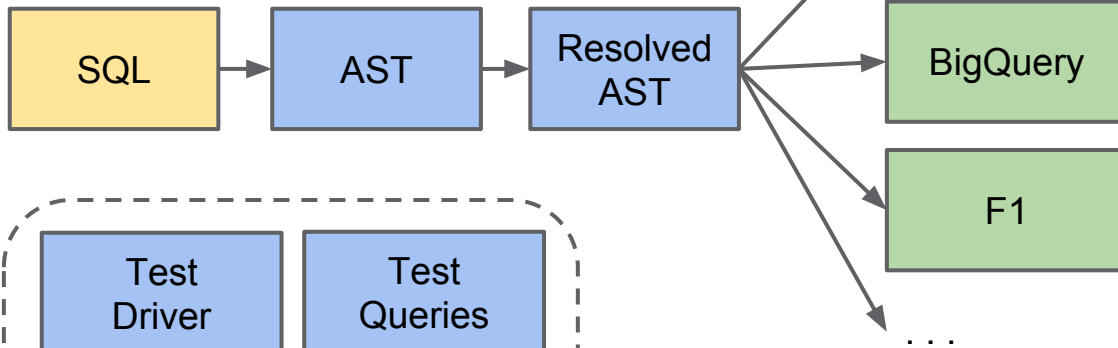 SQL
AST
Resolved
AST
BigQuery
F1
Test
Driver
Test
Queries
...